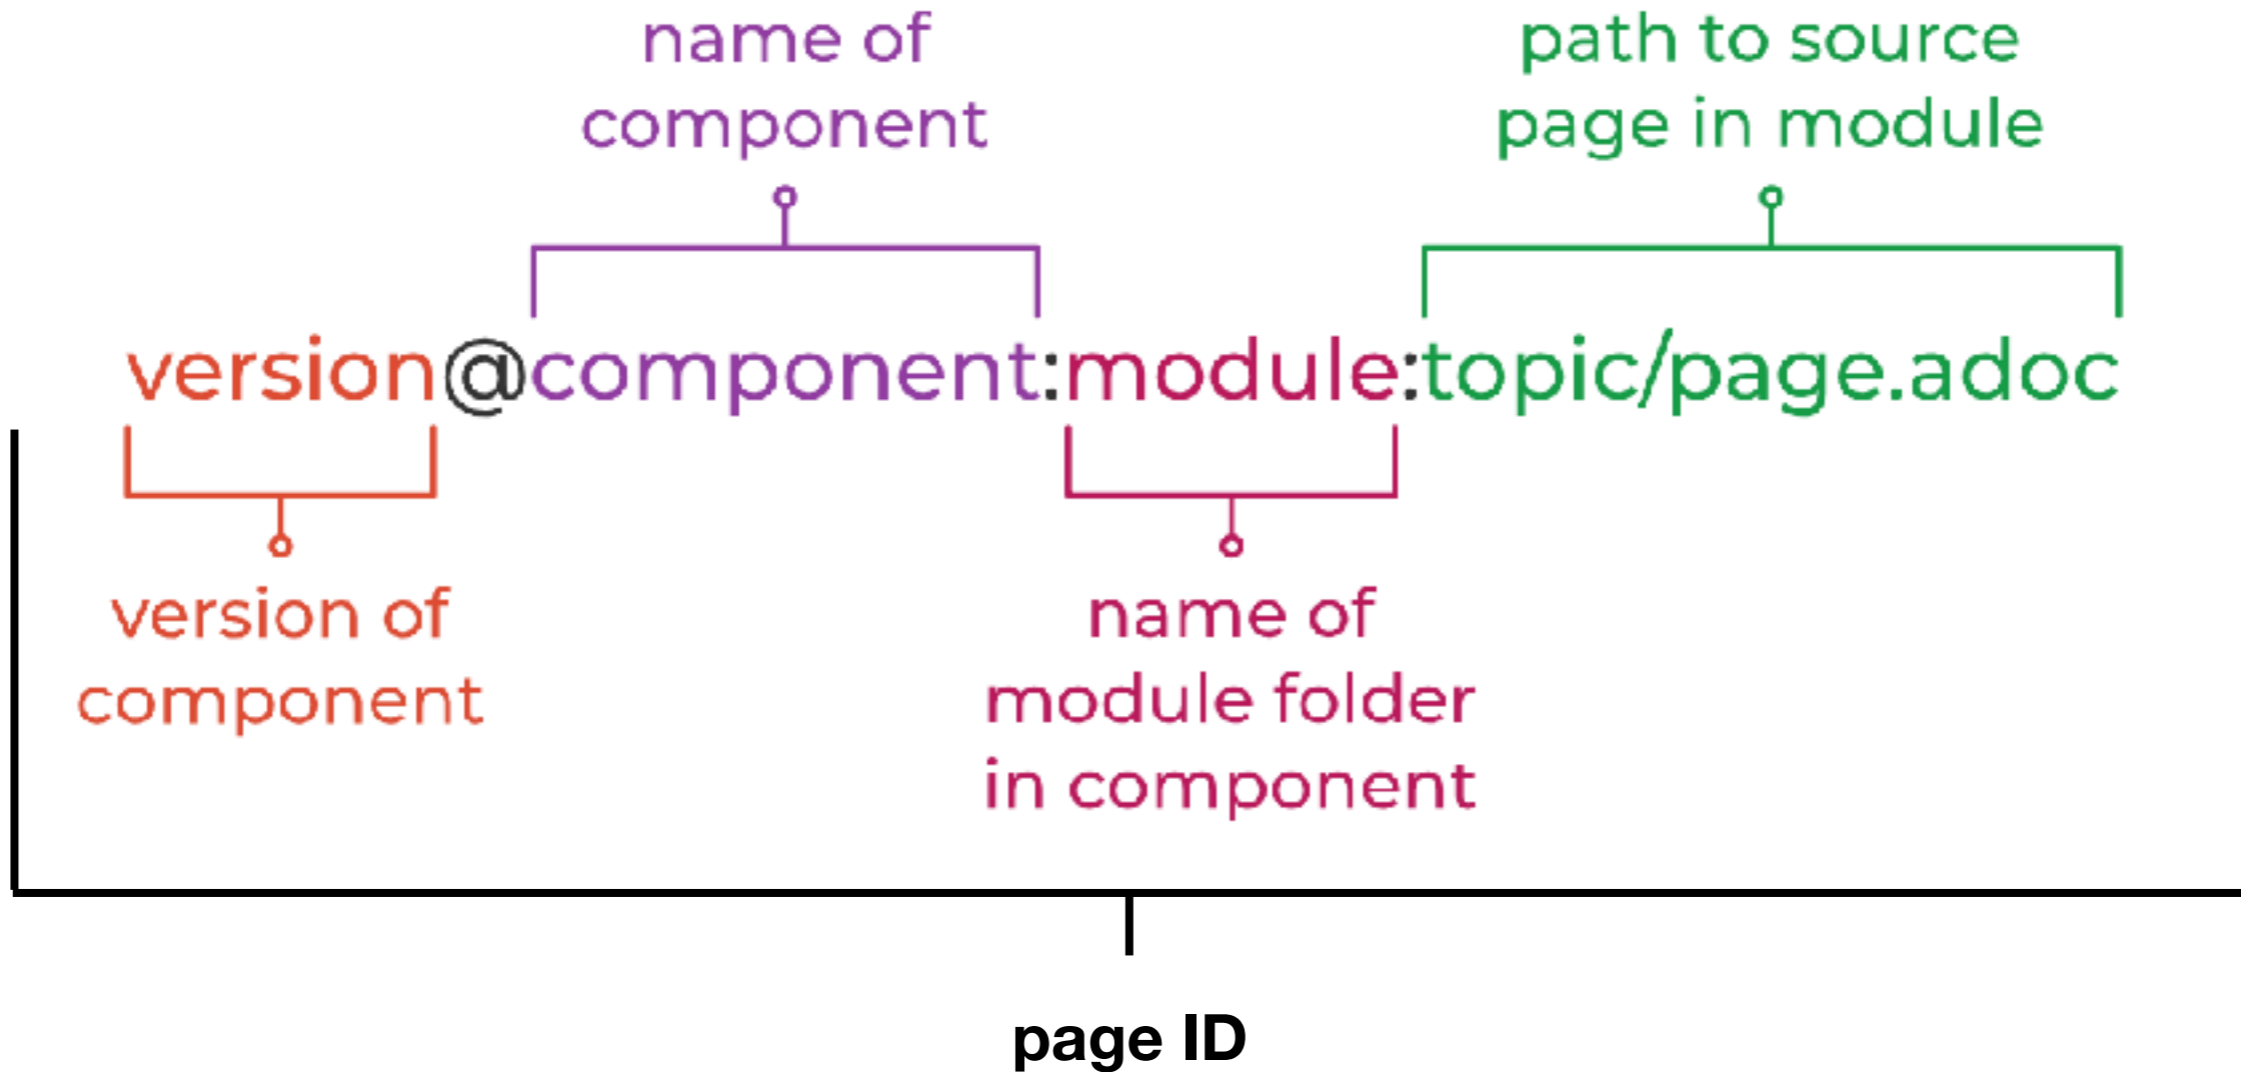 name of
component
path to source
page in module
version@component:module:topic/page.adoc
version of
component
name of
module folder
in component
page ID